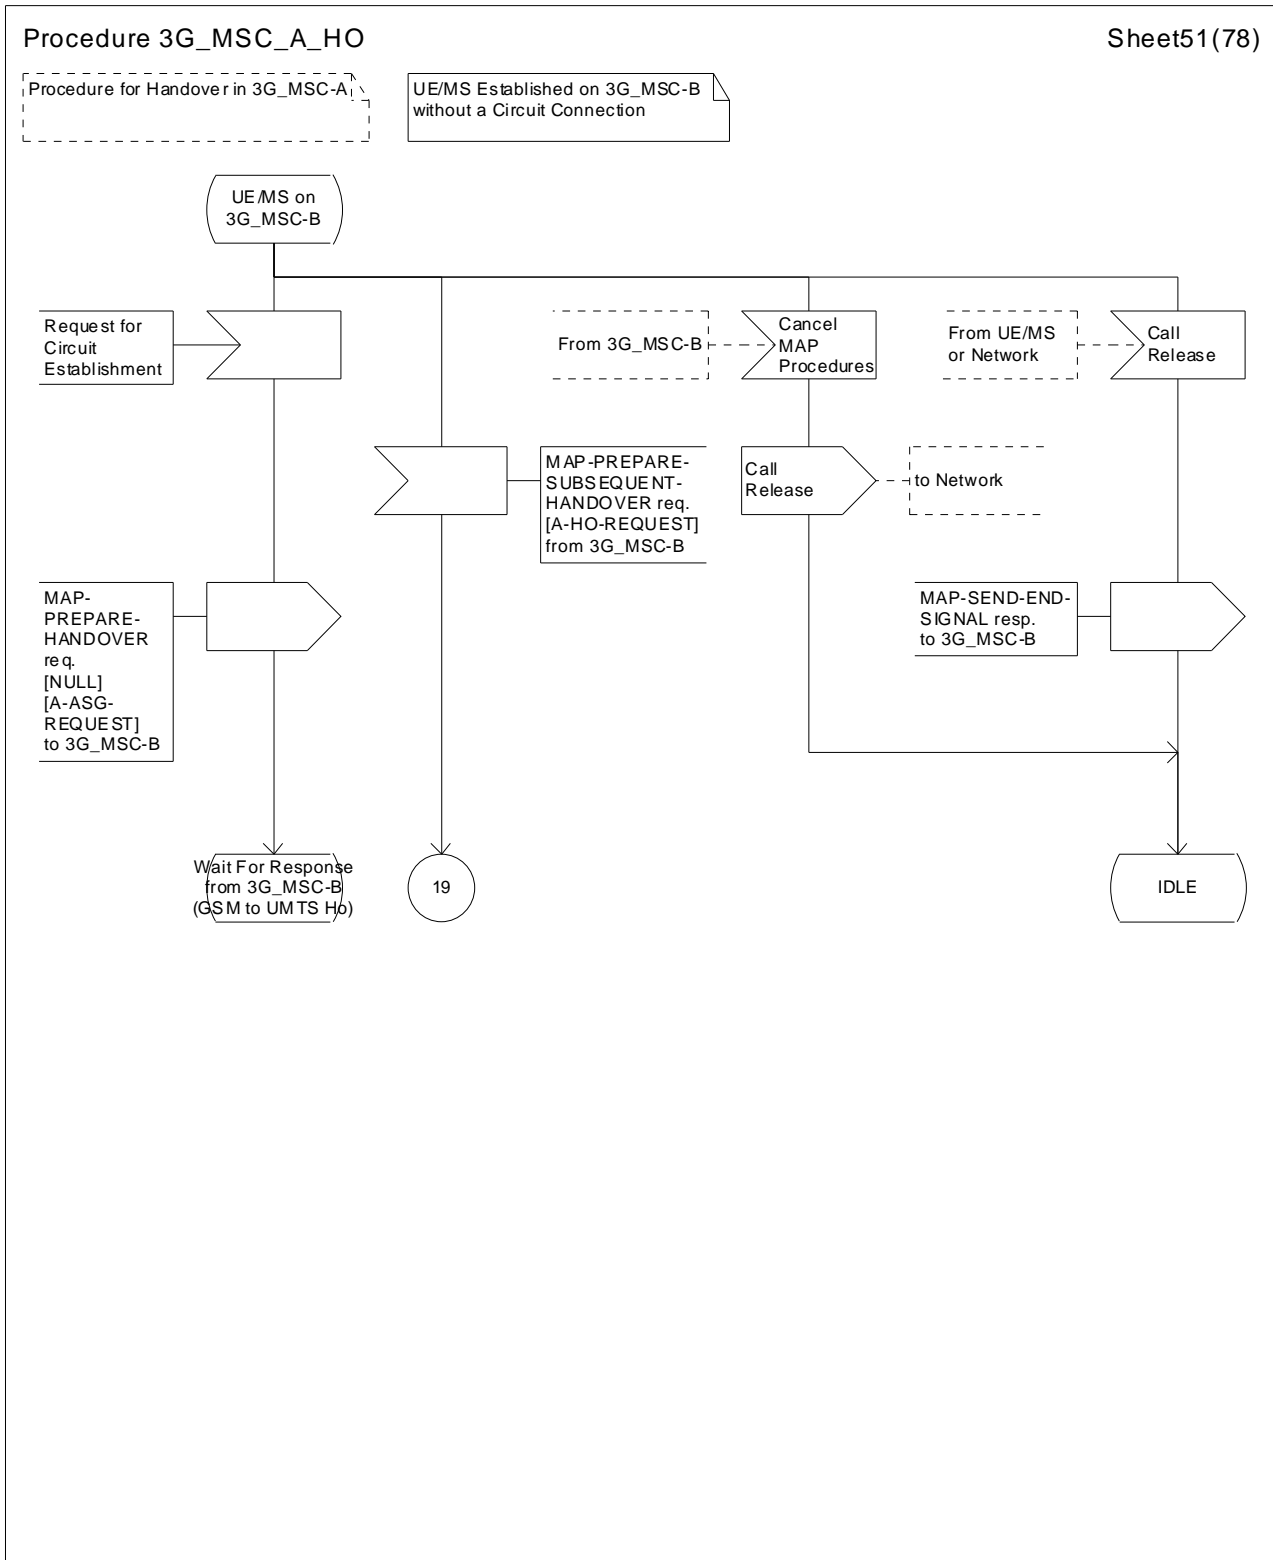 Procedure 3G_MSC_A_HO
Sheet51(78)
Procedure for Handover in 3G_MSC-A
UE/MS Established on 3G_MSC-B
without a Circuit Connection
UE/MS on
3G_MSC-B
Request for
Circuit
Establishment
From 3G_MSC-B
Cancel
MAP
Procedures
From UE/MS
or Network
Call
Release
MAP-PREPARE-
SUBSEQUENT-
HANDOVER req.
[A-HO-REQUEST]
from 3G_MSC-B
Call
Release
to Network
MAP-
PREPARE-
HANDOVER
req.
[NULL]
[A-ASG-
REQUEST]
to 3G_MSC-B
MAP-SEND-END-
SIGNAL resp.
to 3G_MSC-B
Wait For Response
from 3G_MSC-B
(GSM to UMTS Ho)
19
IDLE